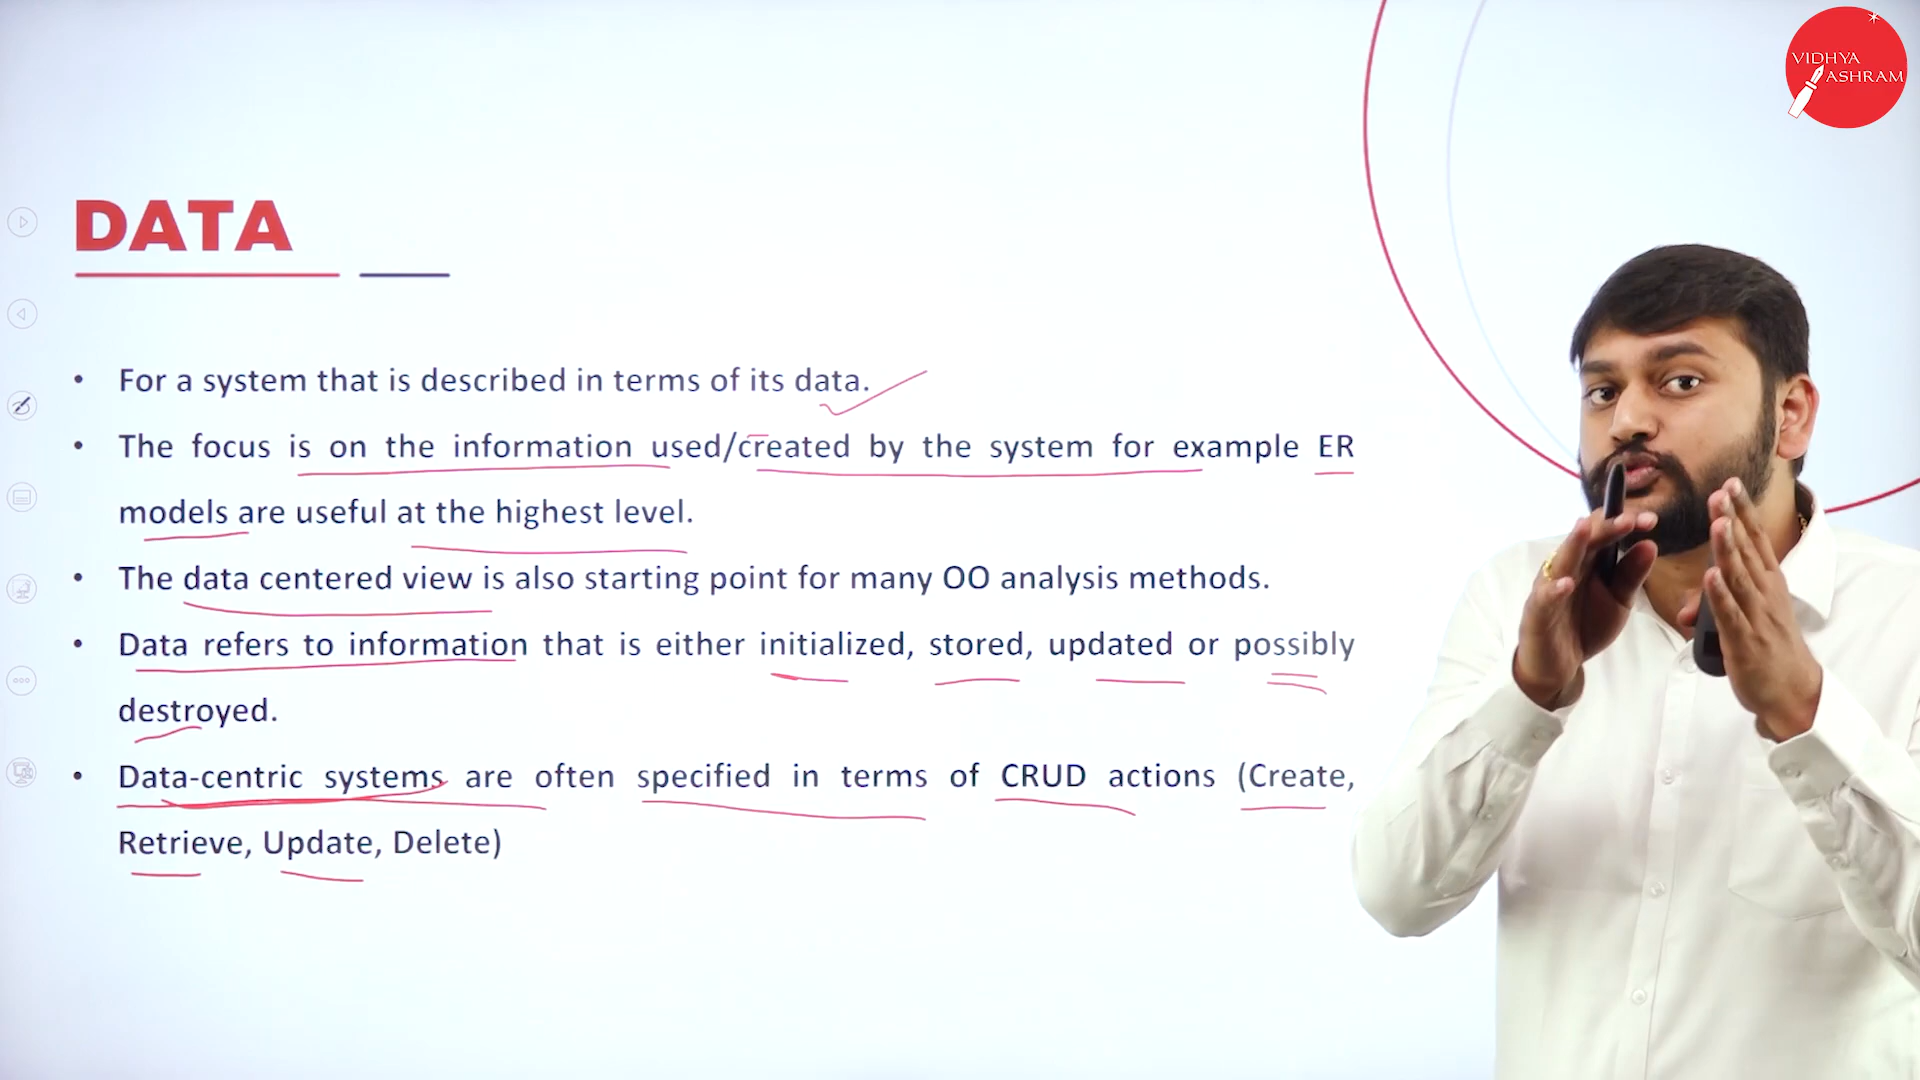 VIDHYA
ASHRAM
DATA
• For a system that is described in terms of its data.
• The focus is on the information used/created by the system for example ER
models are useful at the highest level.
• The data centered view is also starting point for many OO analysis methods.
• Data refers to information that is either initialized, stored, updated or possibly
destroyed.
• Data-centric systems are often specified in terms of CRUD actions (Create,
Retrieve, Update, Delete)